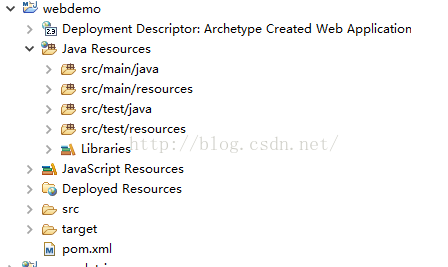 webdemo
Deployment Descriptor: Archetype Created Web Application
Java Resources
src/main/java
src/main/resources
src/test/java
src/test/resources
Libraries
http://blog.csdn.net/
JavaScript Resources
Deployed Resources
src
target
pom.xml